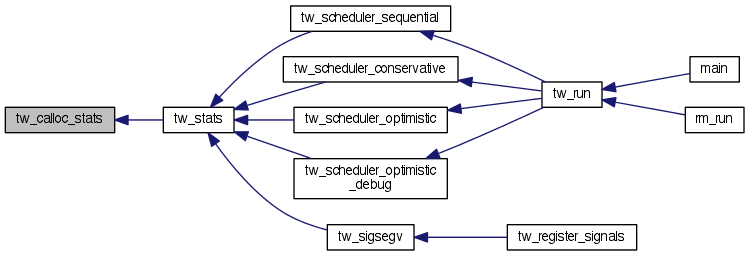 tw_scheduler_sequential
tw_scheduler_conservative
main
tw_run
tw_calloc_stats
tw_stats
tw_scheduler_optimistic
rm_run
tw_scheduler_optimistic
_debug
tw_sigsegv
tw_register_signals